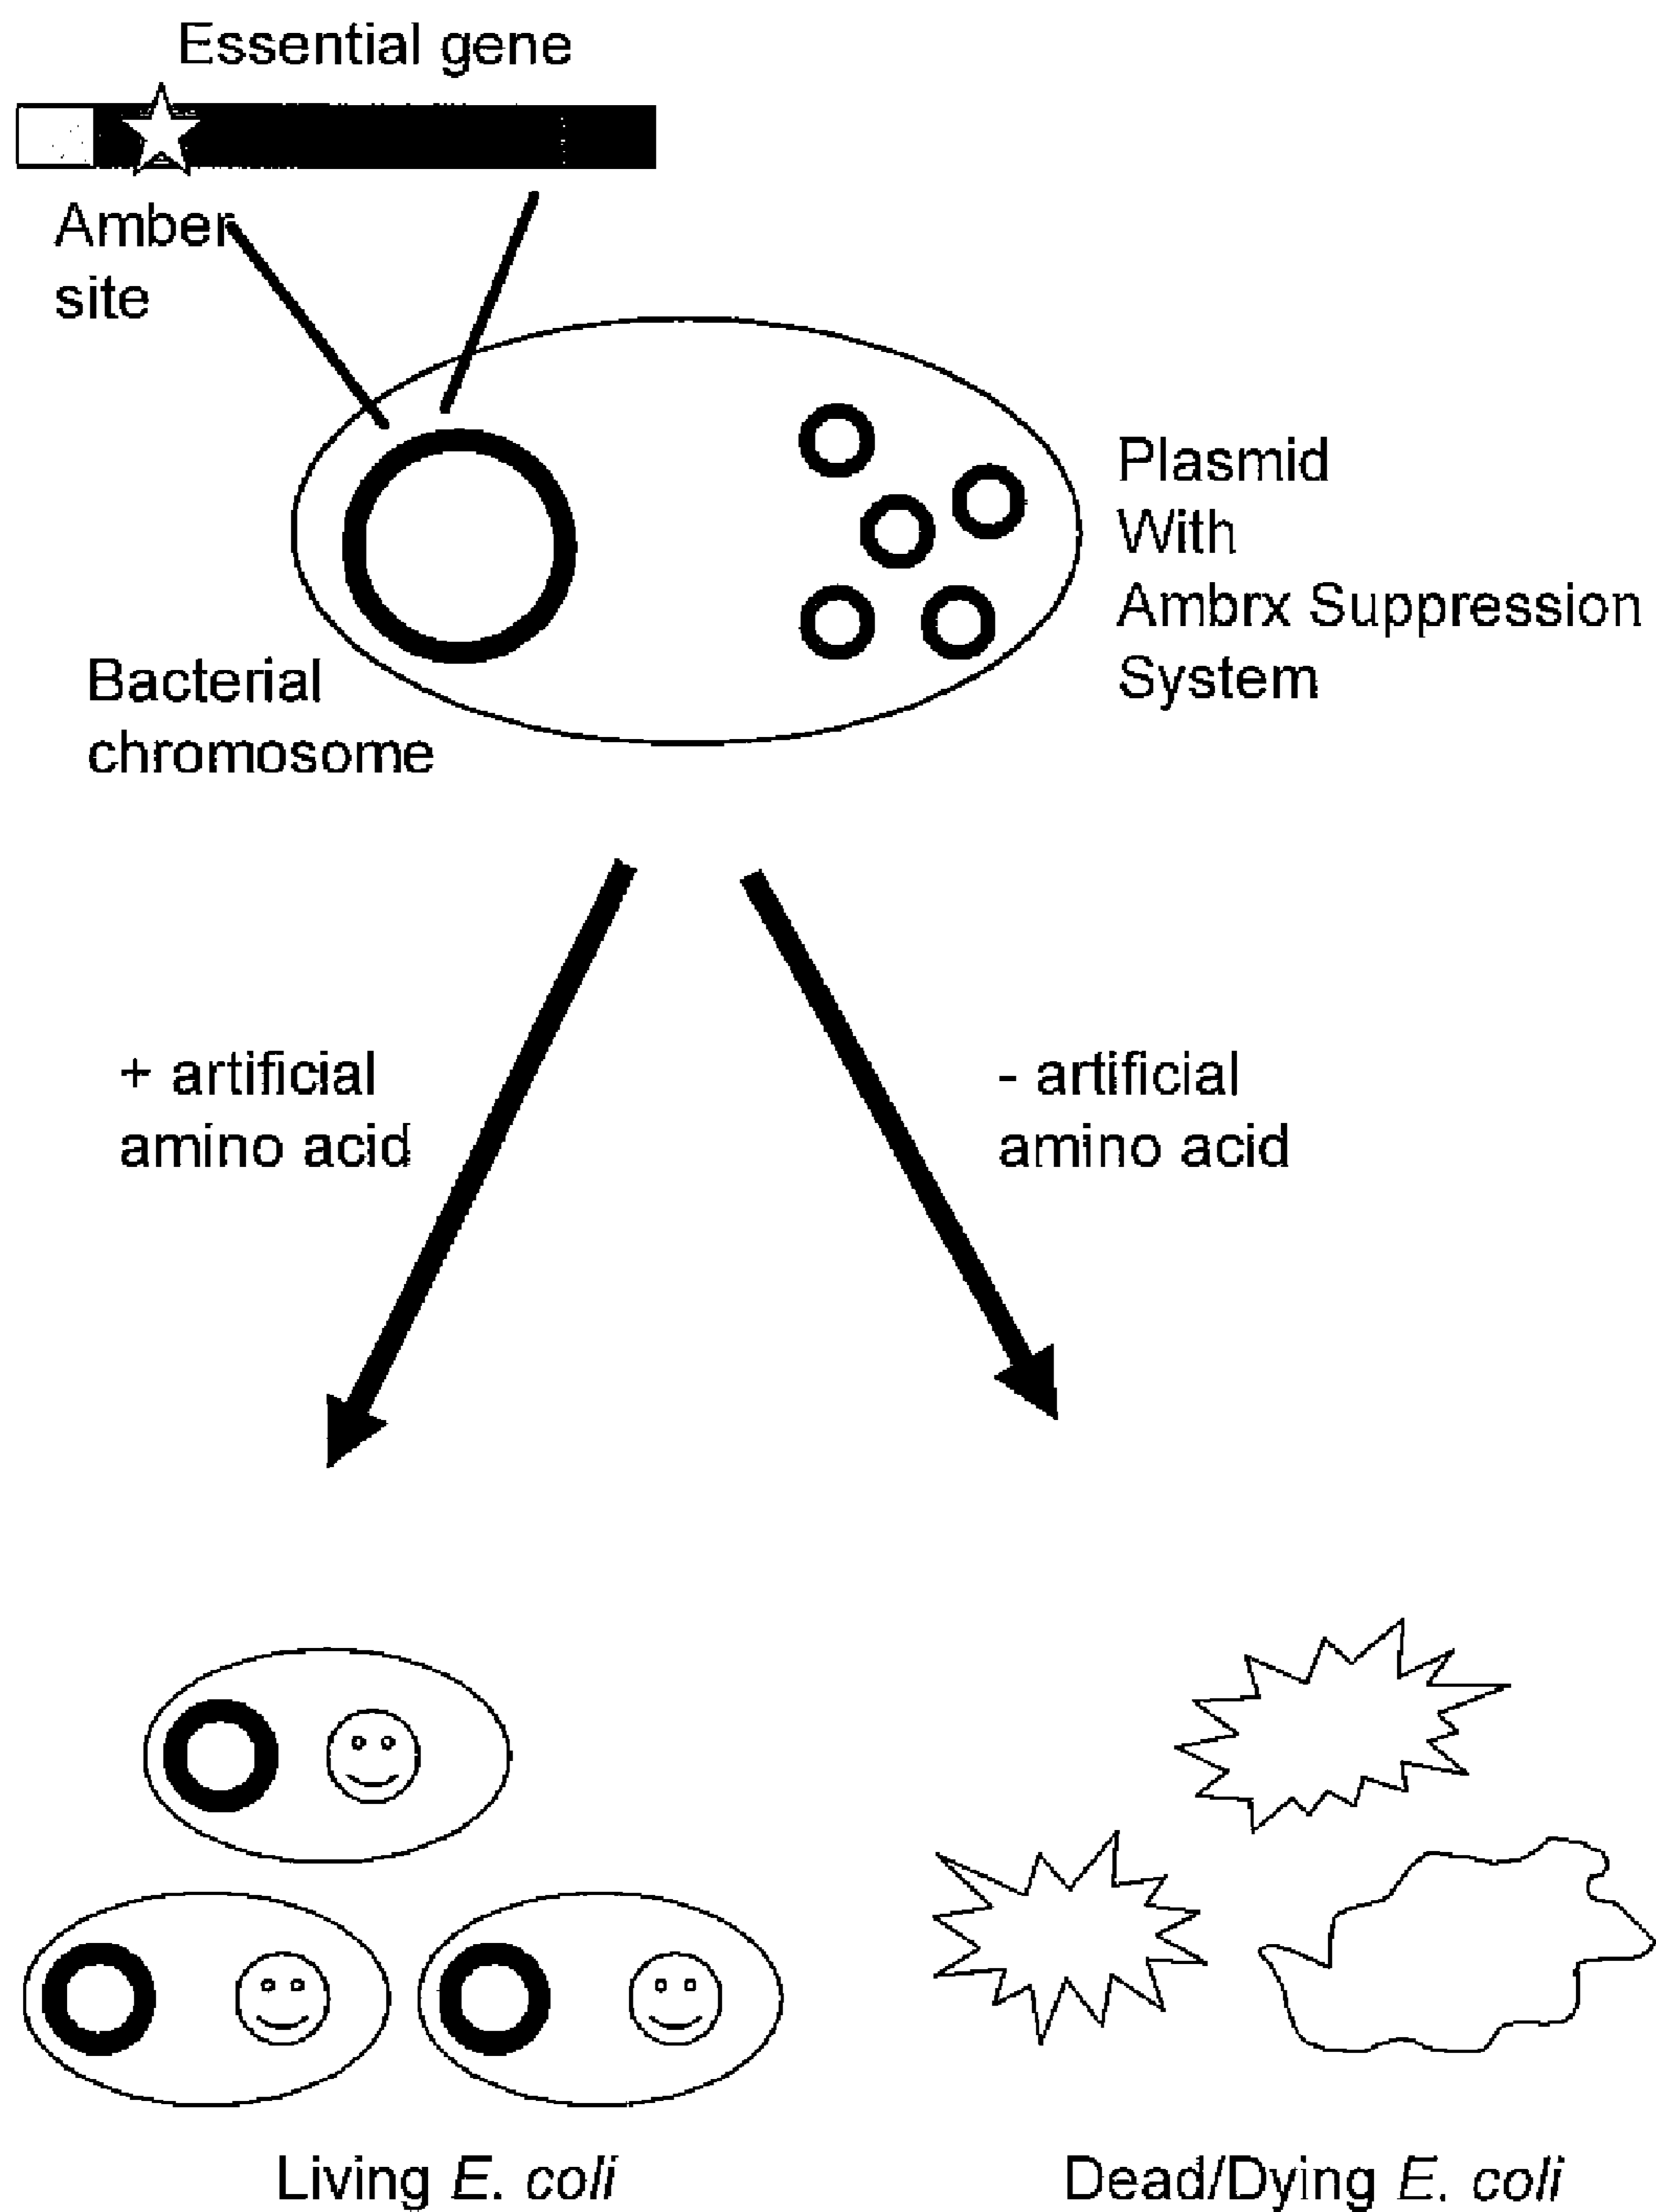 Essential gene
Amber
site
Plasmid
With
Ambrx Suppression
System
Bacterial
chromosome
+ artificial
amino acid
- artificial
amino acid
Living E. coli
Dead/Dying E. coli